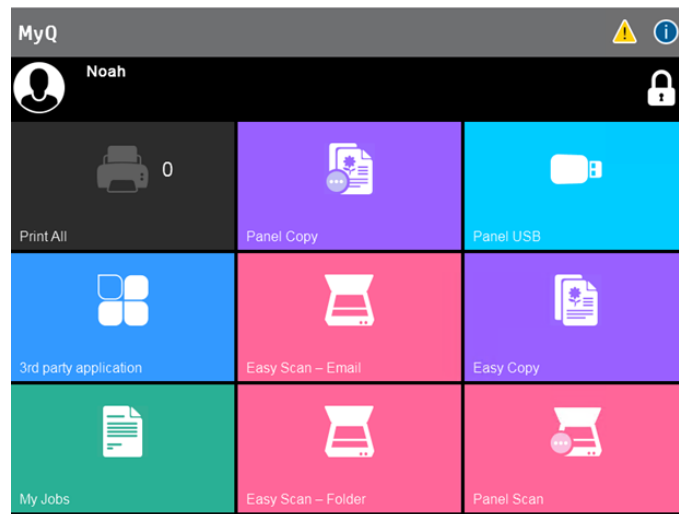 MyQ
Noah
0
Print All
Panel Copy
Panel USB
3rd party application
Easy Scan – Email
Easy Copy
My Jobs
Easy Scan – Folder
Panel Scan